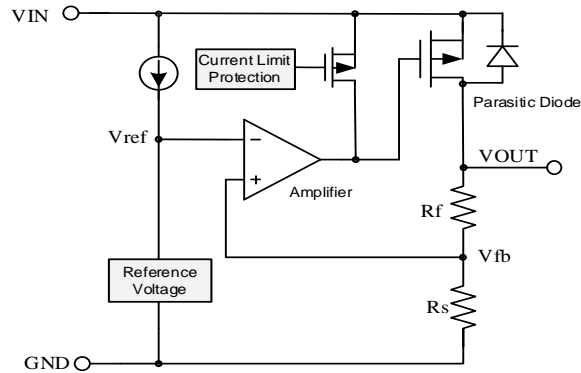 VIN
Current Limit
Protection
Parasitic Diode
Vref
VOUT
−
+
Amplifier
Rf
Vfb
Reference
Voltage
Rs
GND